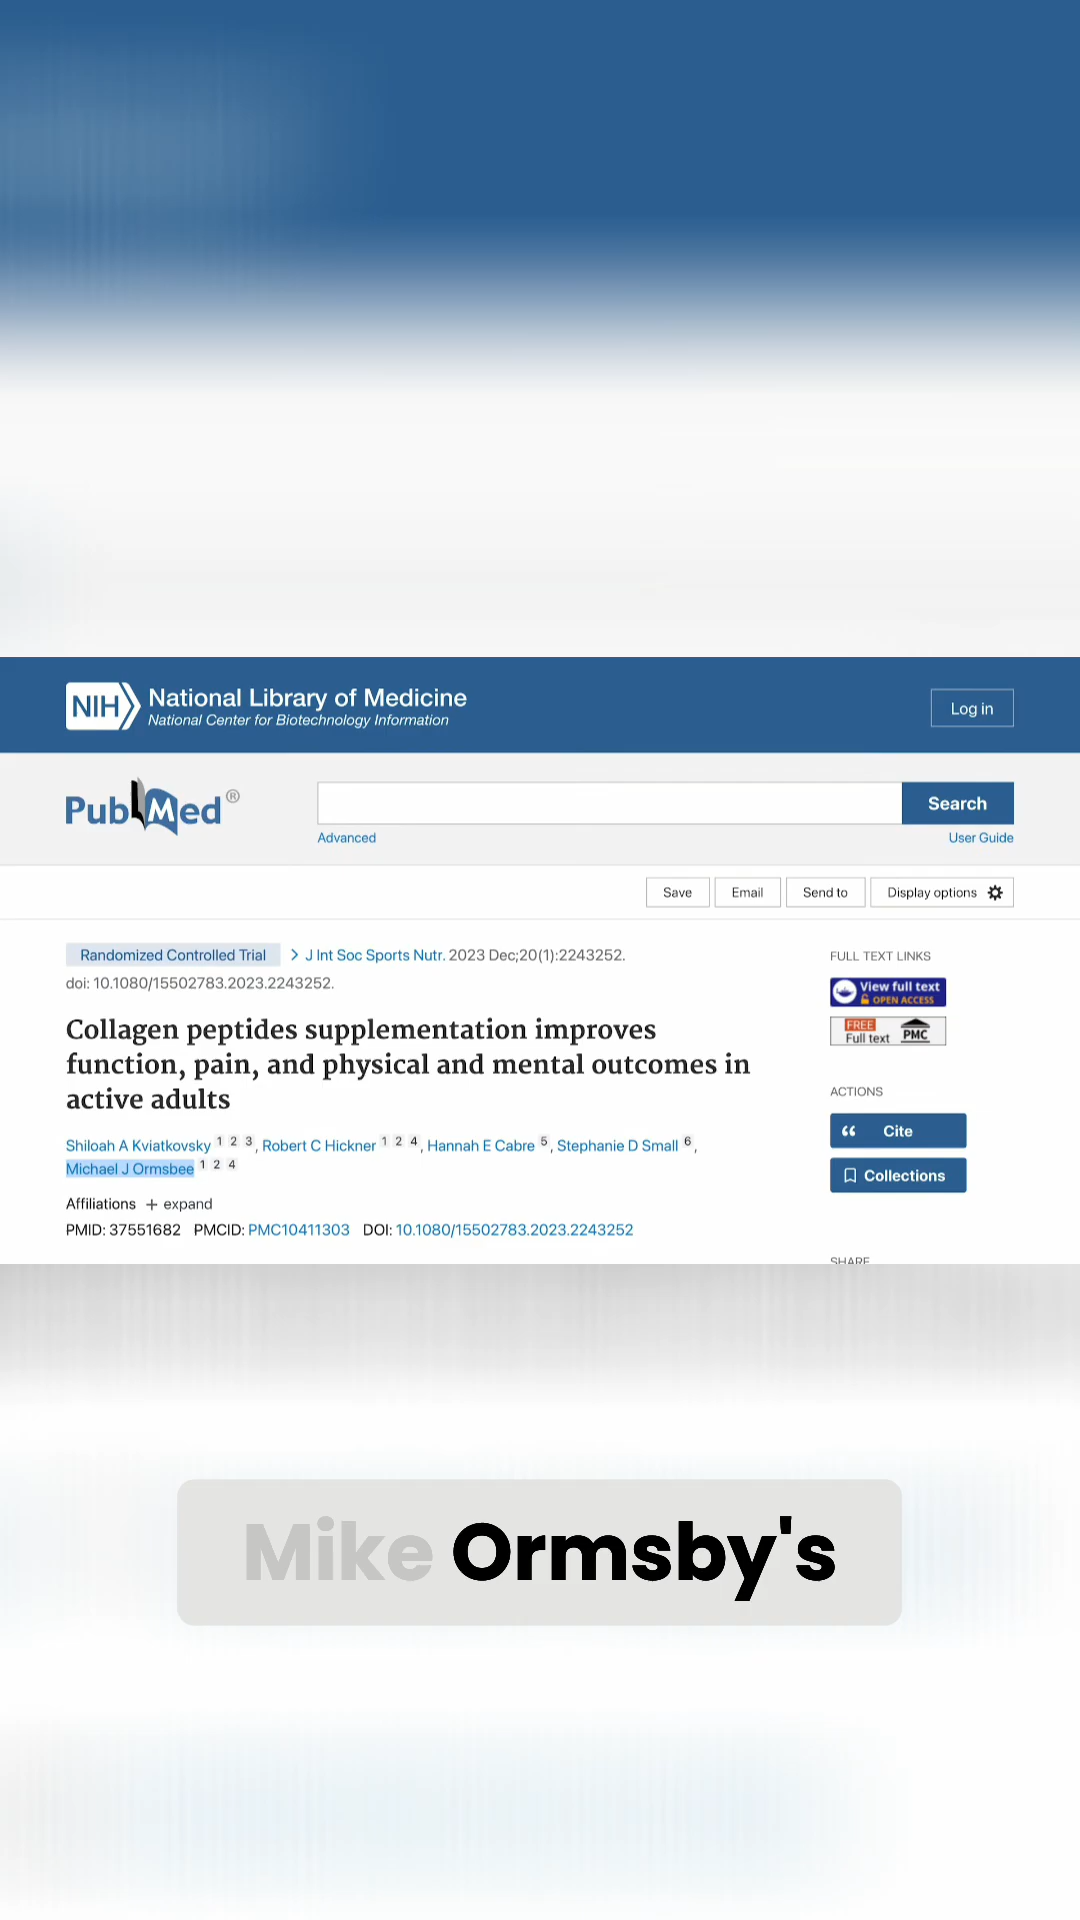 NIH National Library of Medicine
National Center for Biotechnology Information
Log in
PubMed®
Search
Advanced
User Guide
Save
Email
Send to
Display options
Randomized Controlled Trial
J Int Soc Sports Nutr. 2023 Dec;20(1):2243252.
doi: 10.1080/15502783.2023.2243252.
Collagen peptides supplementation improves
function, pain, and physical and mental outcomes in
active adults
Shiloah A Kviatkovsky 1 2 3, Robert C Hickner 1 2 4, Hannah E Cabre 5, Stephanie D Small 6,
Michael J Ormsbee 1 2 4
Affiliations + expand
PMID: 37551682 PMCID: PMC10411303 DOI: 10.1080/15502783.2023.2243252
FULL TEXT LINKS
View full text
OPEN ACCESS
FREE
Full text PMC
ACTIONS
Cite
Collections
SHARE
Mike Ormsby's